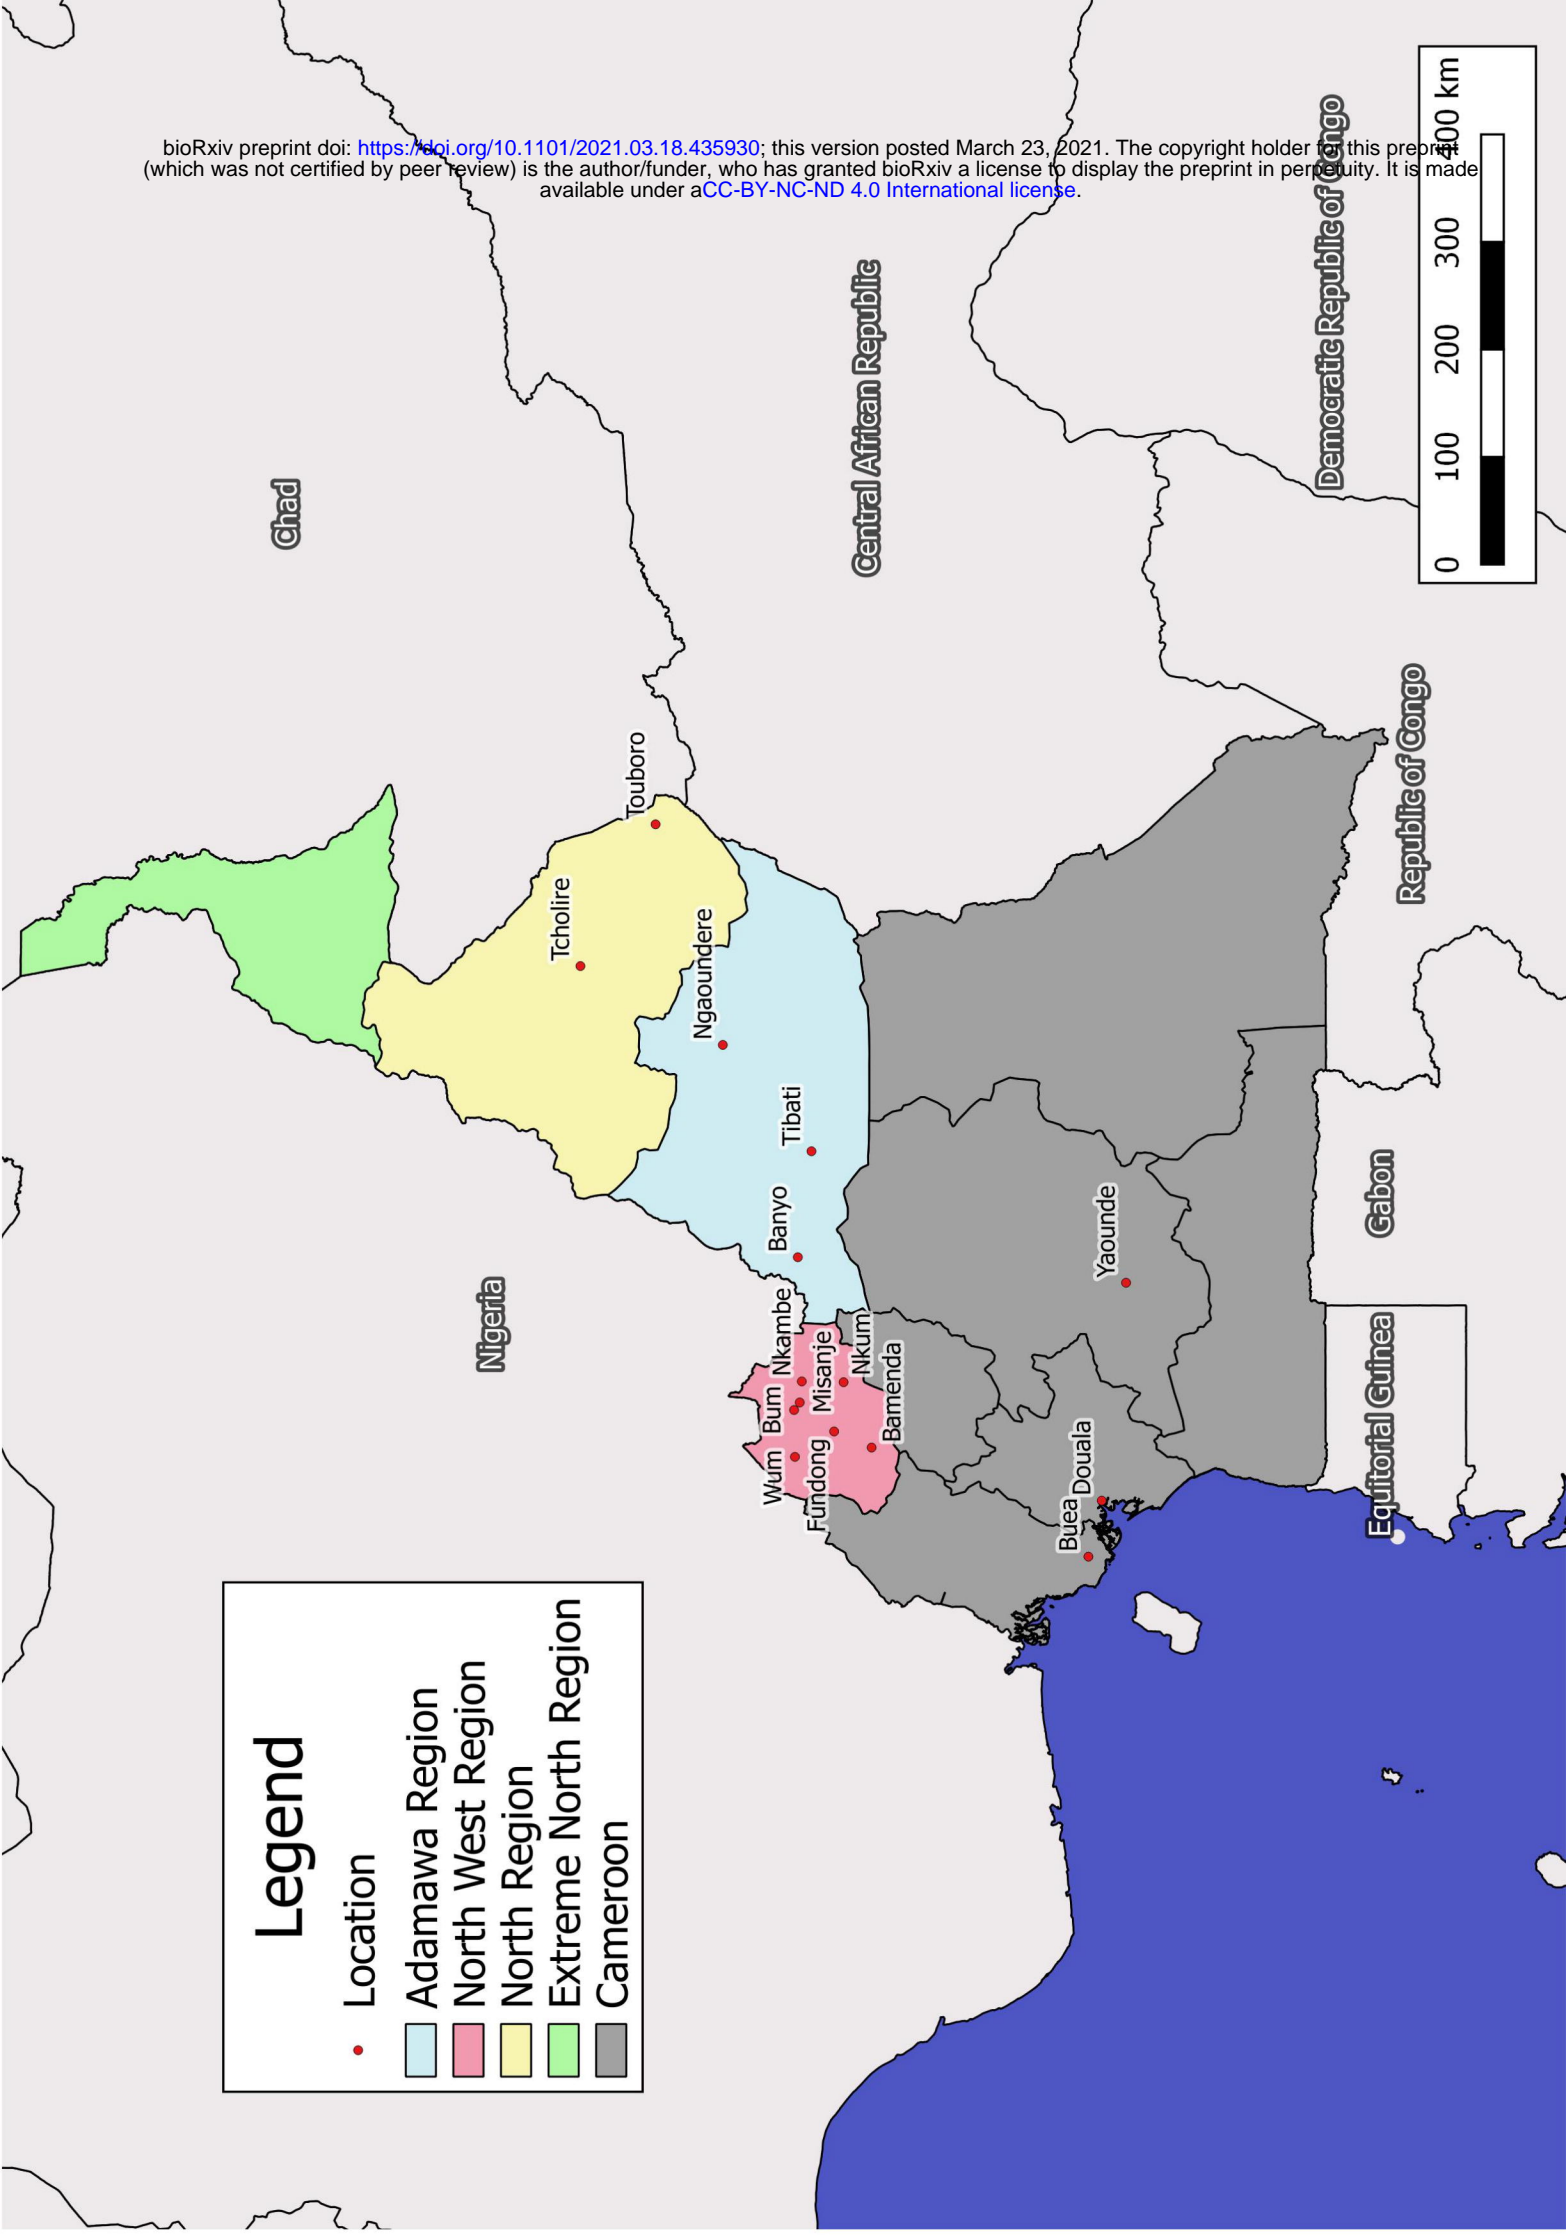 bioRxiv preprint doi: https://doi.org/10.1101/2021.03.18.435930; this version posted March 23, 2021. The copyright holder for this preprint
(which was not certified by peer review) is the author/funder, who has granted bioRxiv a license to display the preprint in perpetuity. It is made
available under aCC-BY-NC-ND 4.0 International license.
Legend
Location
Adamawa Region
North West Region
North Region
Extreme North Region
Cameroon
Chad
Nigeria
Tcholire
Touboro
Ngaoundere
Tibati
Banyo
Nkambe
Bum
Wum
Misanje
Fundong
Nkum
Bamenda
Central African Republic
Yaounde
Douala
Buea
Democratic Republic of Congo
Republic of Congo
Gabon
Equitorial Guinea
0 100 200 300 400 km